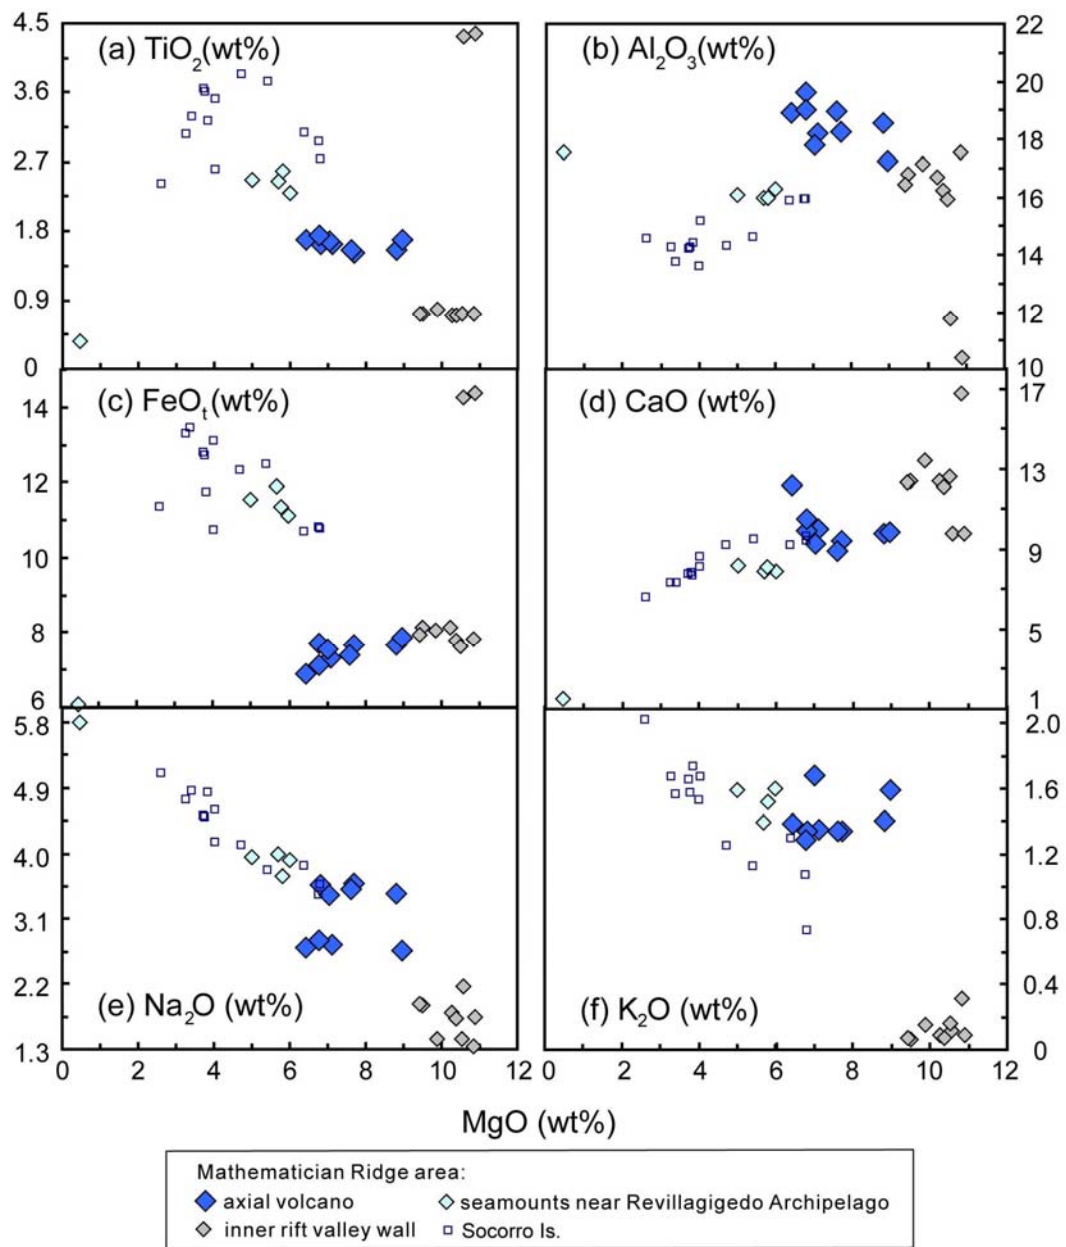 (a) TiO2(wt%)
4.5
3.6
2.7
1.8
0.9
0
(b) Al2O3(wt%)
22
20
18
16
14
12
10
(c) FeOt(wt%)
14
12
10
8
6
(d) CaO (wt%)
17
13
9
5
1
(e) Na2O (wt%)
5.8
4.9
4.0
3.1
2.2
1.3
(f) K2O (wt%)
2.0
1.6
1.2
0.8
0.4
0
0 2 4 6 8 10 12
0 2 4 6 8 10 12
MgO (wt%)
Mathematician Ridge area:
axial volcano
seamounts near Revillagigedo Archipelago
inner rift valley wall
Socorro Is.